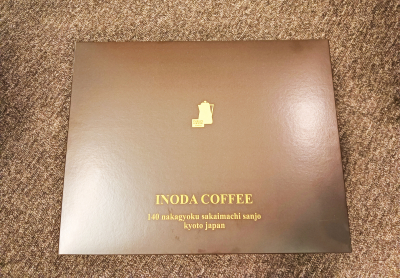 INODA COFFEE
140 nakagyoku sakaimachi sanjo
kyoto japan